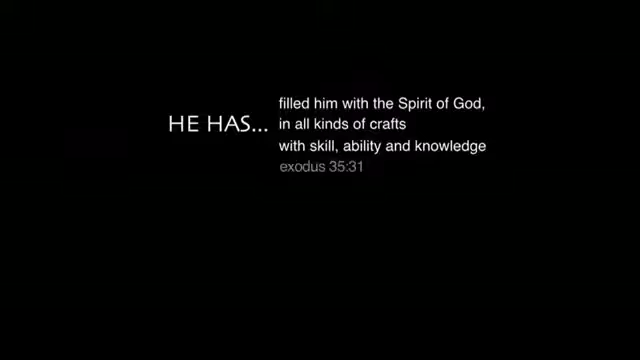 filled him with the Spirit of God,
HE HAS... in all kinds of crafts
with skill, ability and knowledge
exodus 35:31